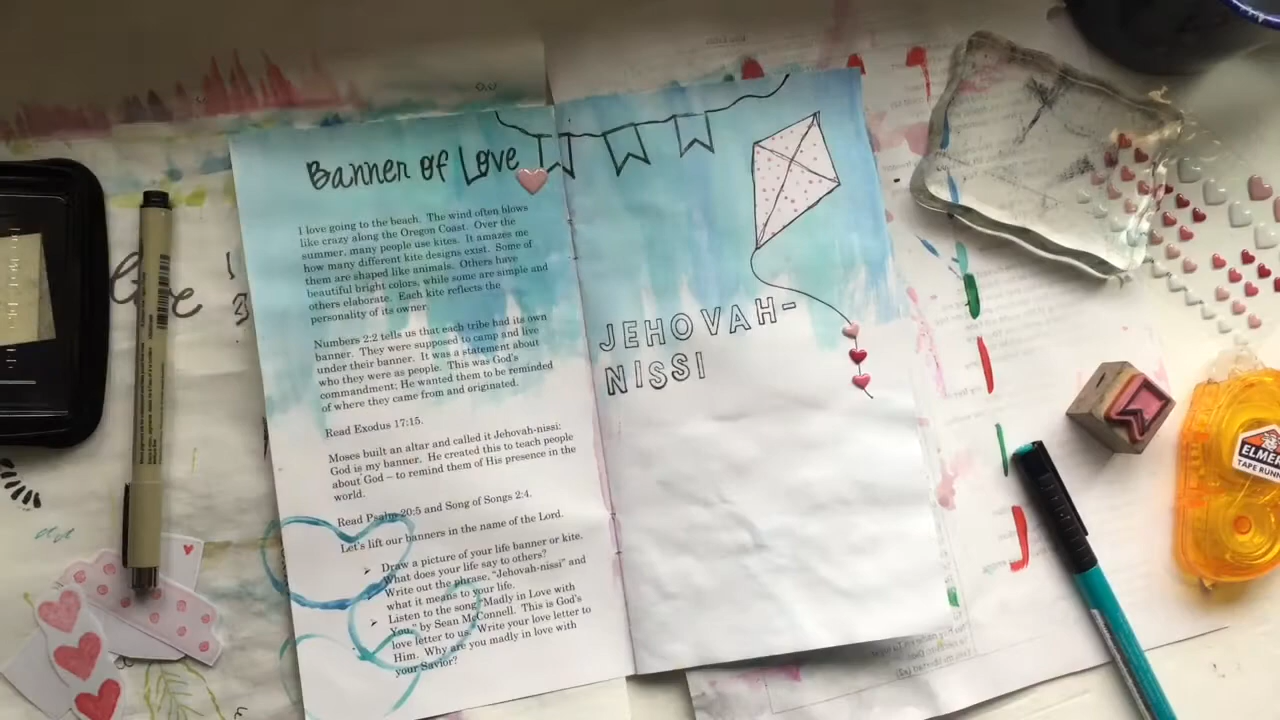 Banner of Love
I love going to the beach. The wind often blows
like crazy along the Oregon Coast. Over the
summer, many people use kites. It amazes me
how many different kite designs exist. Some of
them are shaped like animals. Others have
beautiful bright colors, while some are simple and
others elaborate. Each kite reflects the
personality of its owner.
Numbers 2:2 tells us that each tribe had its own
banner. They were supposed to camp and live
under their banner. It was a statement about
who they were as people. This was God's
commandment; He wanted them to be reminded
of where they came from and originated.
Read Exodus 17:15.
Moses built an altar and called it Jehovah-nissi:
God is my banner. He created this to teach people
about God – to remind them of His presence in the
world.
Read Psalm 20:5 and Song of Songs 2:4.
Let's lift our banners in the name of the Lord.
➢ Draw a picture of your life banner or kite.
What does your life say to others?
Write out the phrase, "Jehovah-nissi" and
what it means to your life.
➢ Listen to the song, "Madly in Love with
You," by Sean McConnell. This is God's
love letter to us. Write your love letter to
Him. Why are you madly in love with
your Savior?
JEHOVAH-
NISSI
love
ELMER
TAPE RUNN